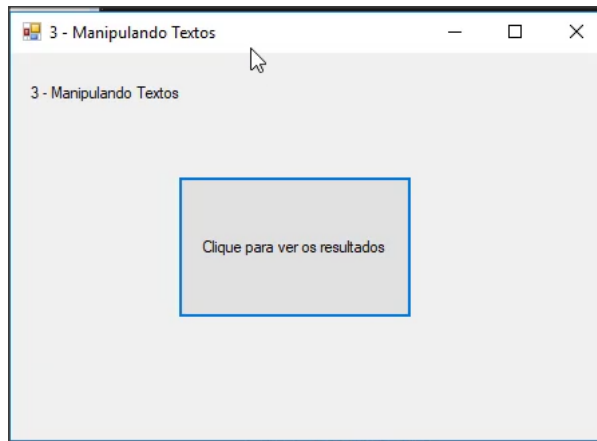 3 - Manipulando Textos
3 - Manipulando Textos
Clique para ver os resultados